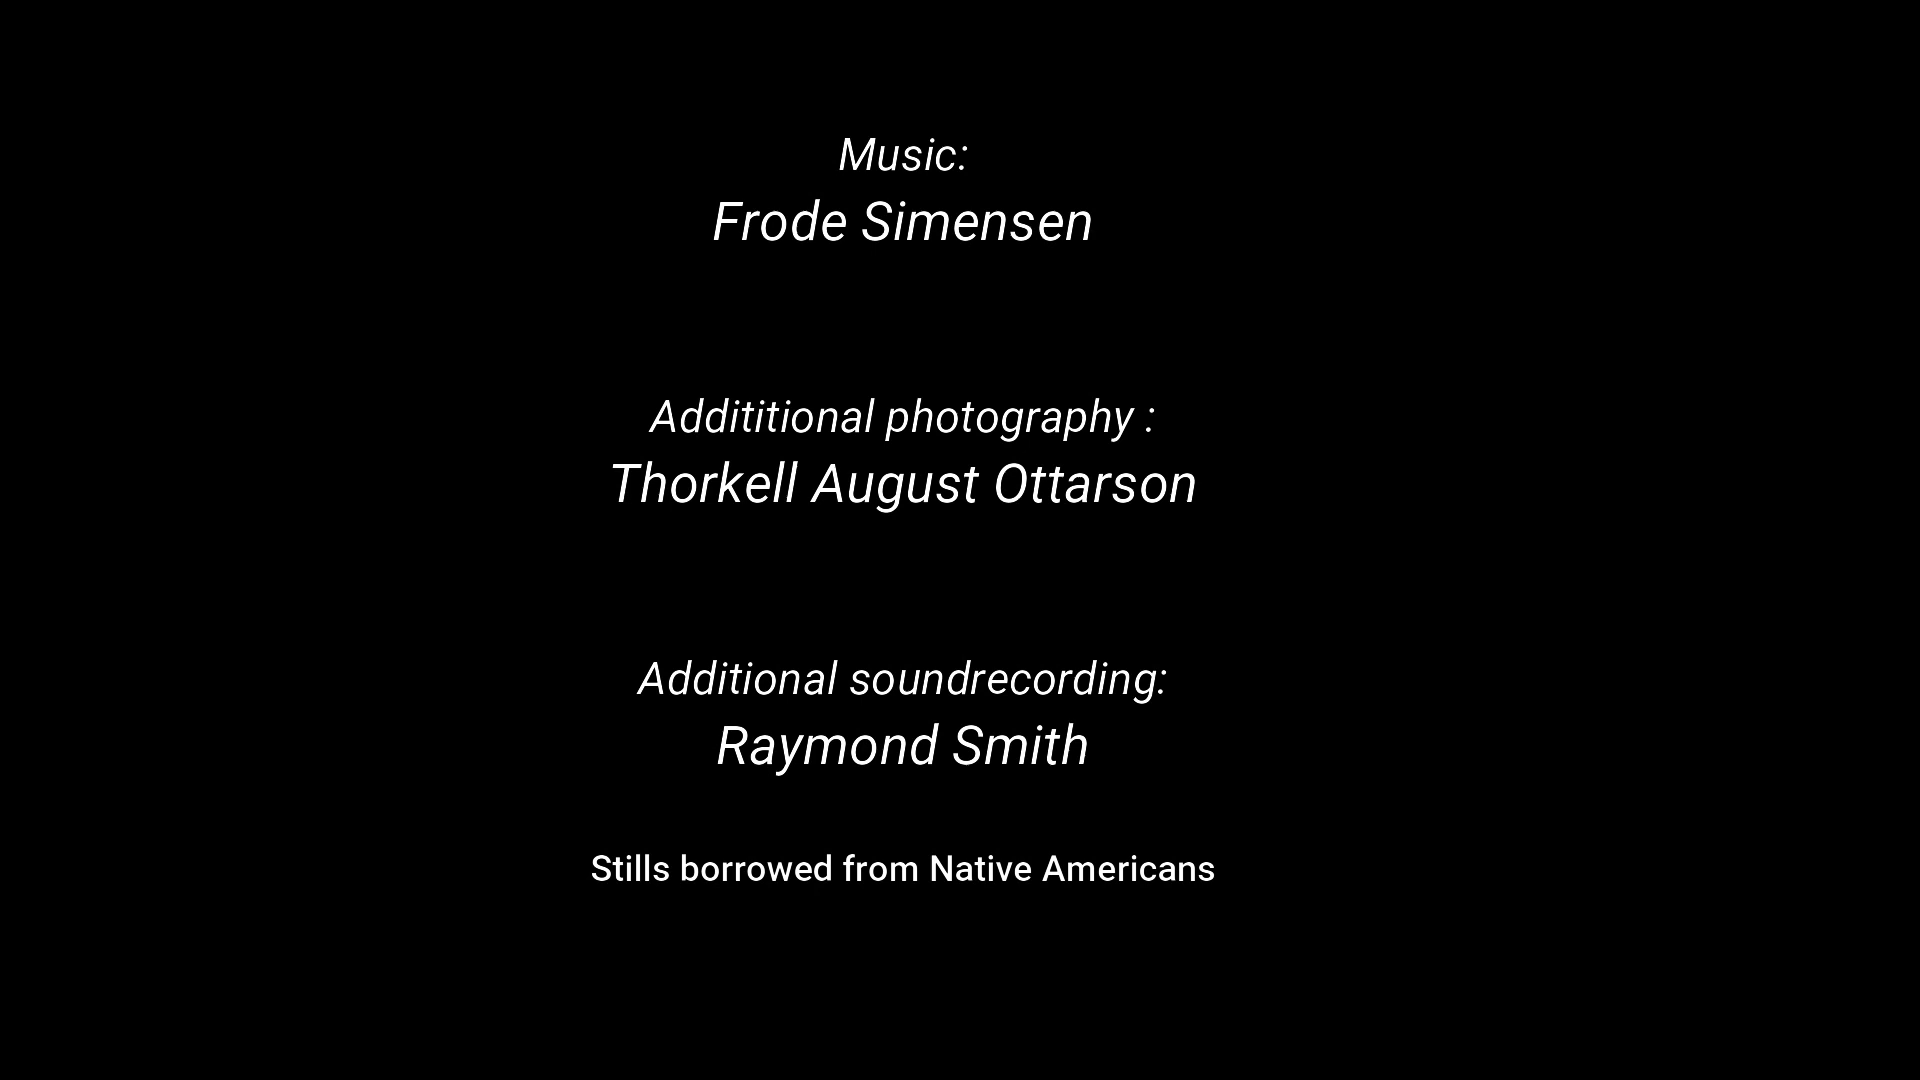 Music:
Frode Simensen
Addititional photography :
Thorkell August Ottarson
Additional soundrecording:
Raymond Smith
Stills borrowed from Native Americans